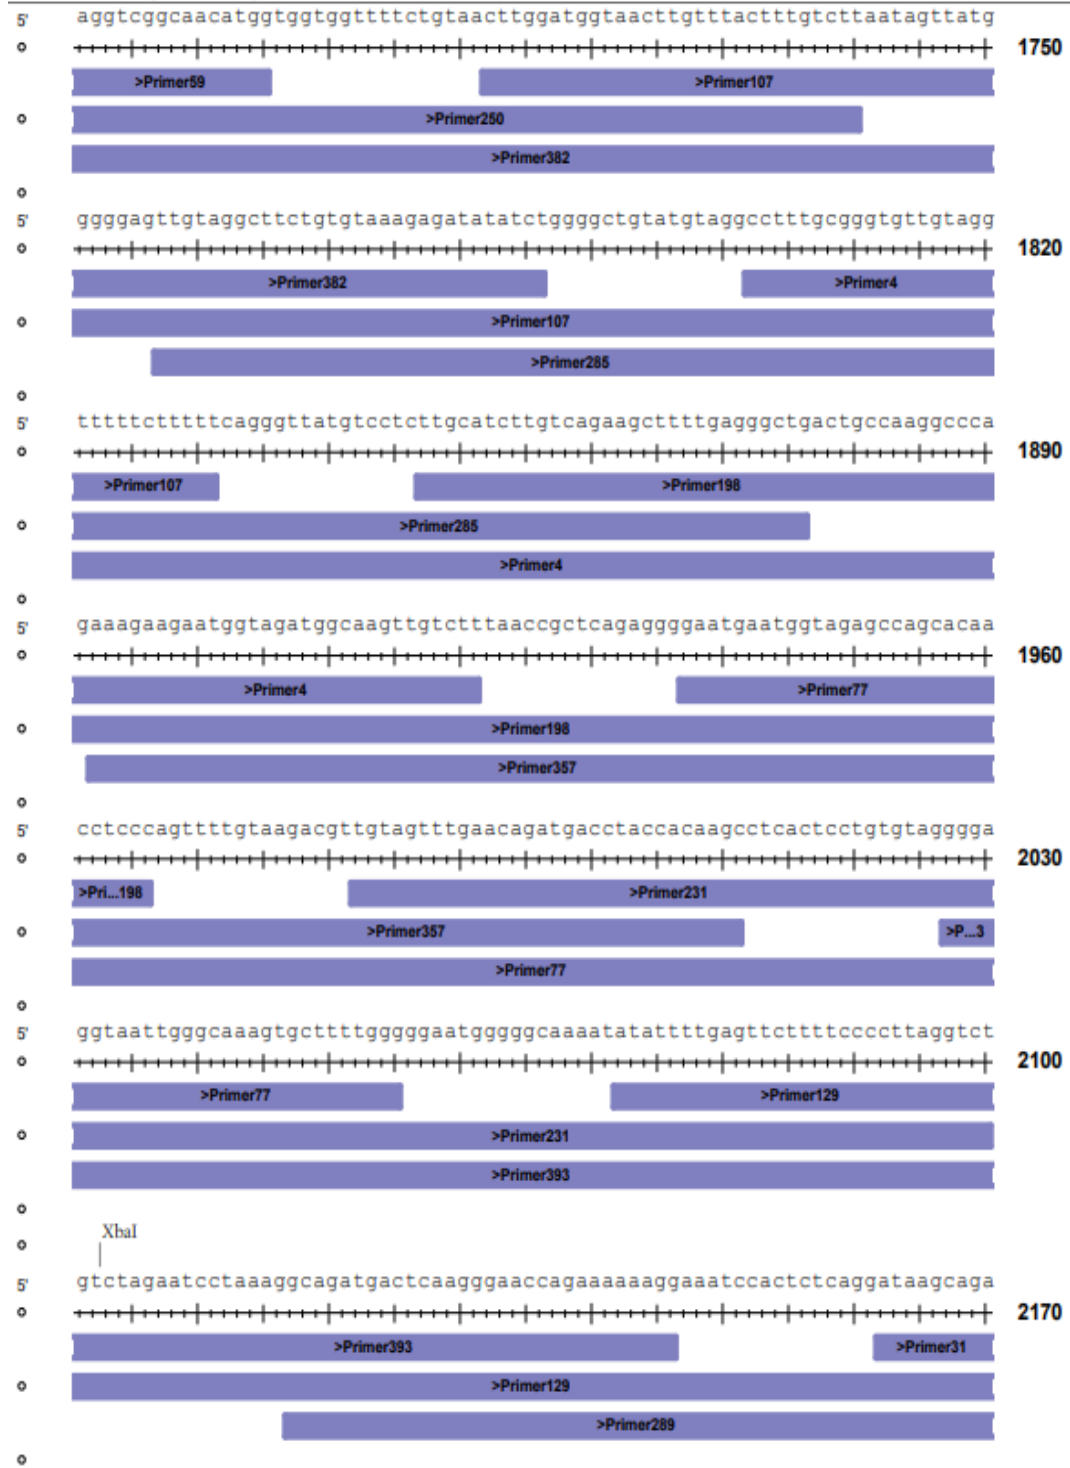 5' aggtcggcaacatggtggtggttttctgtaacttggatggtaacttgtttactttgtcttaatagttatg
1750
>Primer59 >Primer107
>Primer250
>Primer382
5' ggggagttgtaggcttctgtgtaaagagatatatctggggctgtatgtaggcctttgcgggtgttgtagg
1820
>Primer382 >Primer4
>Primer107
>Primer285
5' tttttctttttcagggttatgtcctcttgcatcttgtcagaagcttttgagggctgactgccaaggccca
1890
>Primer107 >Primer198
>Primer285
>Primer4
5' gaaagaagaatggtagatggcaagttgtctttaaccgctcagaggggaatgaatggtagagccagcacaa
1960
>Primer4 >Primer77
>Primer198
>Primer357
5' cctcccagttttgtaagacgttgtagtttgaacagatgacctaccacaagcctcactcctgtgtagggga
2030
>Pri...198 >Primer231
>Primer357 >P...3
>Primer77
5' ggtaattgggcaaagtgcttttgggggaatgggggcaaaatatattttgagttcttttccccttaggtct
2100
>Primer77 >Primer129
>Primer231
>Primer393
XbaI
5' gtctagaatcctaaaggcagatgactcaagggaaccagaaaaaaggaaatccactctcaggataagcaga
2170
>Primer393 >Primer31
>Primer129
>Primer289